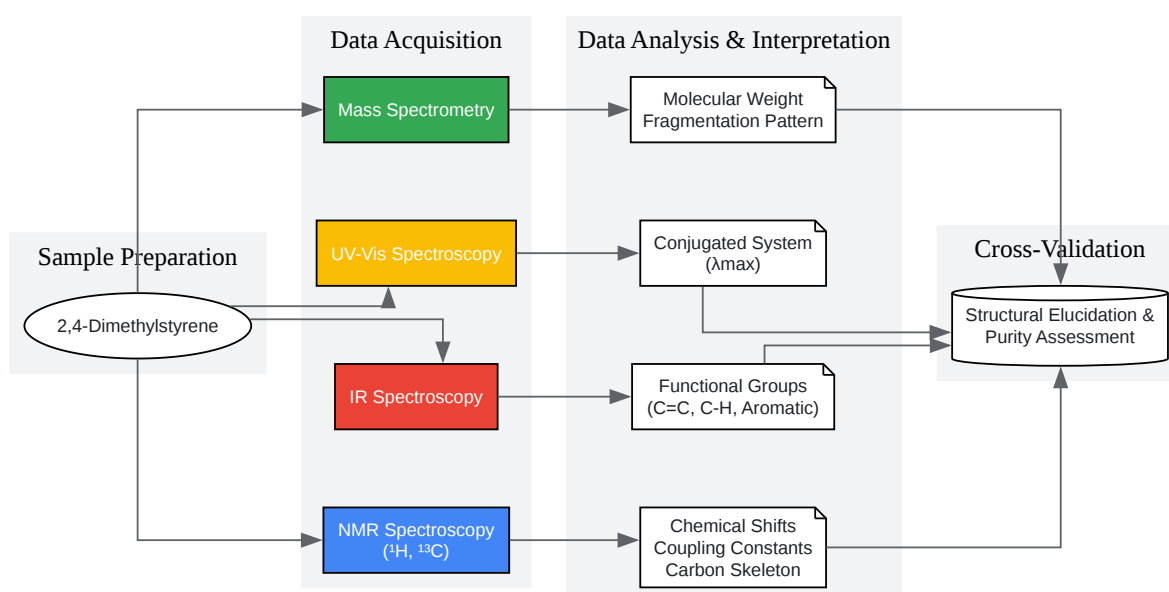 Data Acquisition
Data Analysis & Interpretation
Mass Spectrometry
Molecular Weight
Fragmentation Pattern
Sample Preparation
UV-Vis Spectroscopy
Conjugated System
(λmax)
Cross-Validation
2,4-Dimethylstyrene
Structural Elucidation &
Purity Assessment
IR Spectroscopy
Functional Groups
(C=C, C-H, Aromatic)
NMR Spectroscopy
(¹H, ¹³C)
Chemical Shifts
Coupling Constants
Carbon Skeleton